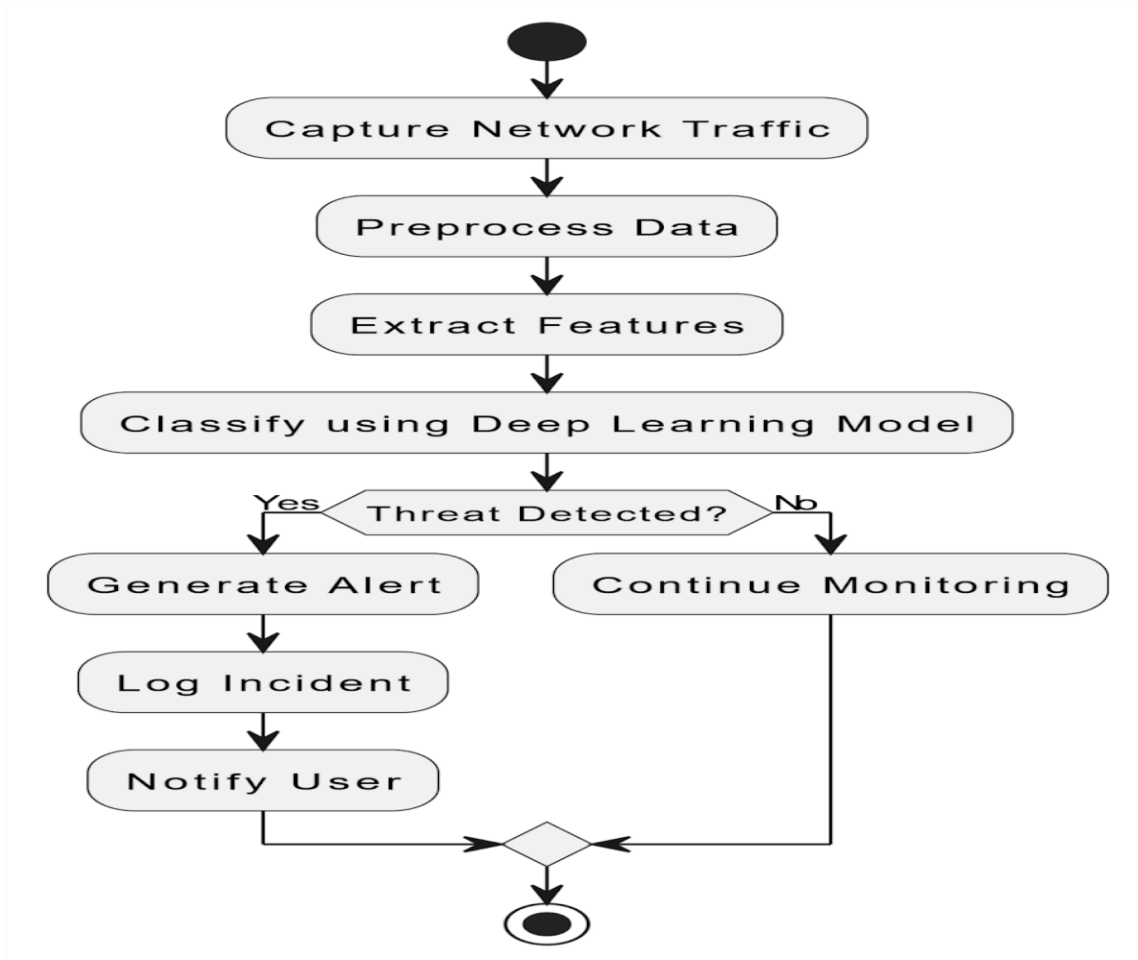 Capture Network Traffic
Preprocess Data
Extract Features
Classify using Deep Learning Model
Yes
Threat Detected?
No
Generate Alert
Continue Monitoring
Log Incident
Notify User